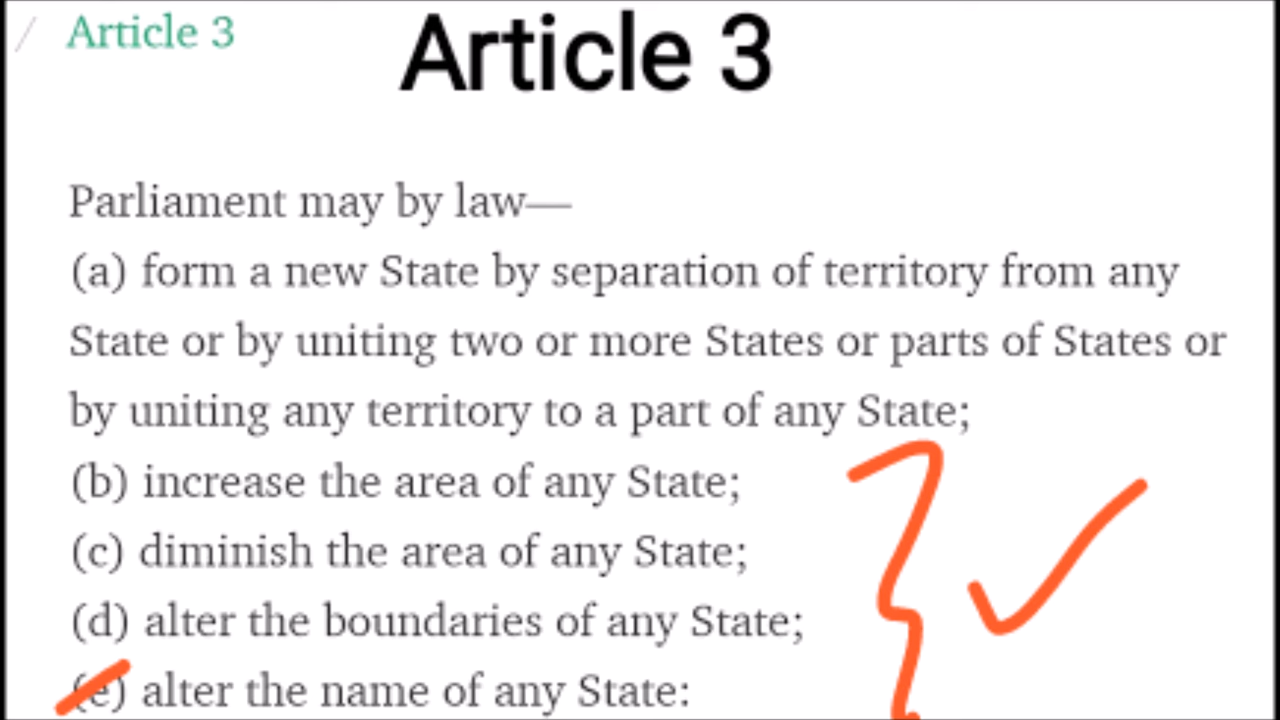 / Article 3
Article 3
Parliament may by law—
(a) form a new State by separation of territory from any
State or by uniting two or more States or parts of States or
by uniting any territory to a part of any State;
(b) increase the area of any State;
(c) diminish the area of any State;
(d) alter the boundaries of any State;
(e) alter the name of any State: